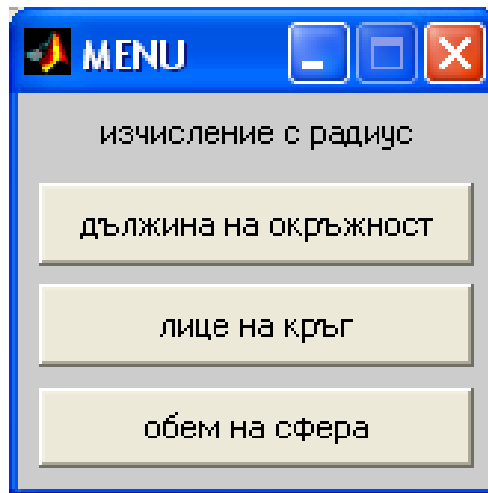 MENU
изчисление с радиус
дължина на окръжност
лице на кръг
обем на сфера